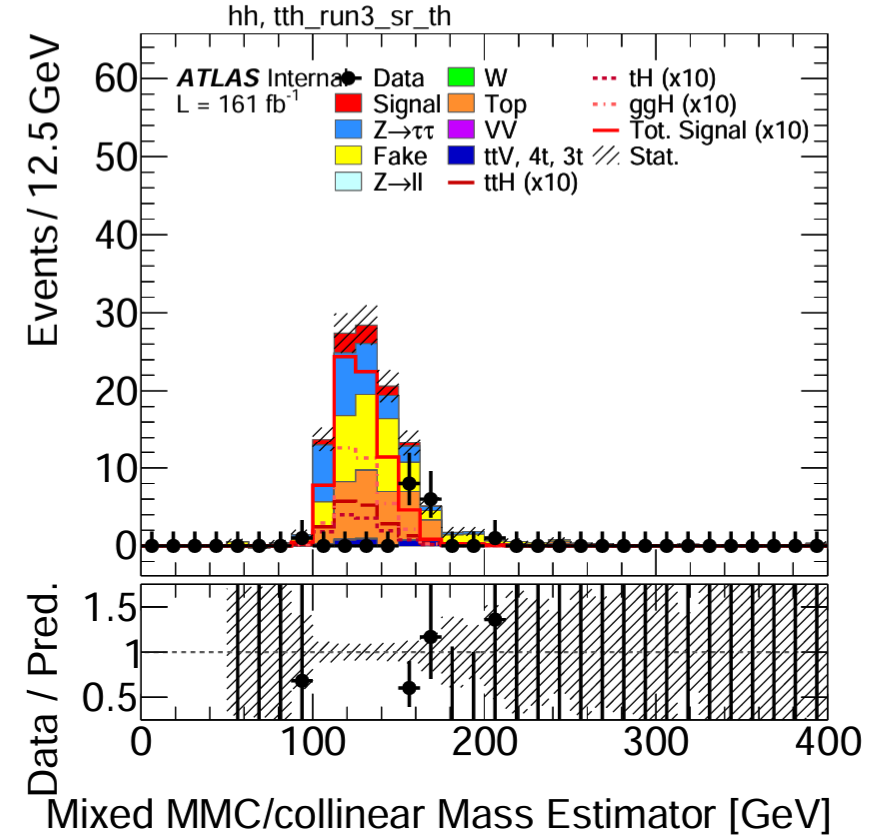 hh, tth_run3_sr_th
Events / 12.5 GeV
60
50
40
30
20
10
0
ATLAS Internal
L = 161 fb-1
Data
Signal
Z→ττ
Fake
Z→ll
W
Top
VV
ttV, 4t, 3t
ttH (x10)
tH (x10)
ggH (x10)
Tot. Signal (x10)
Stat.
Data / Pred.
1.5
1
0.5
0 100 200 300 400
Mixed MMC/collinear Mass Estimator [GeV]